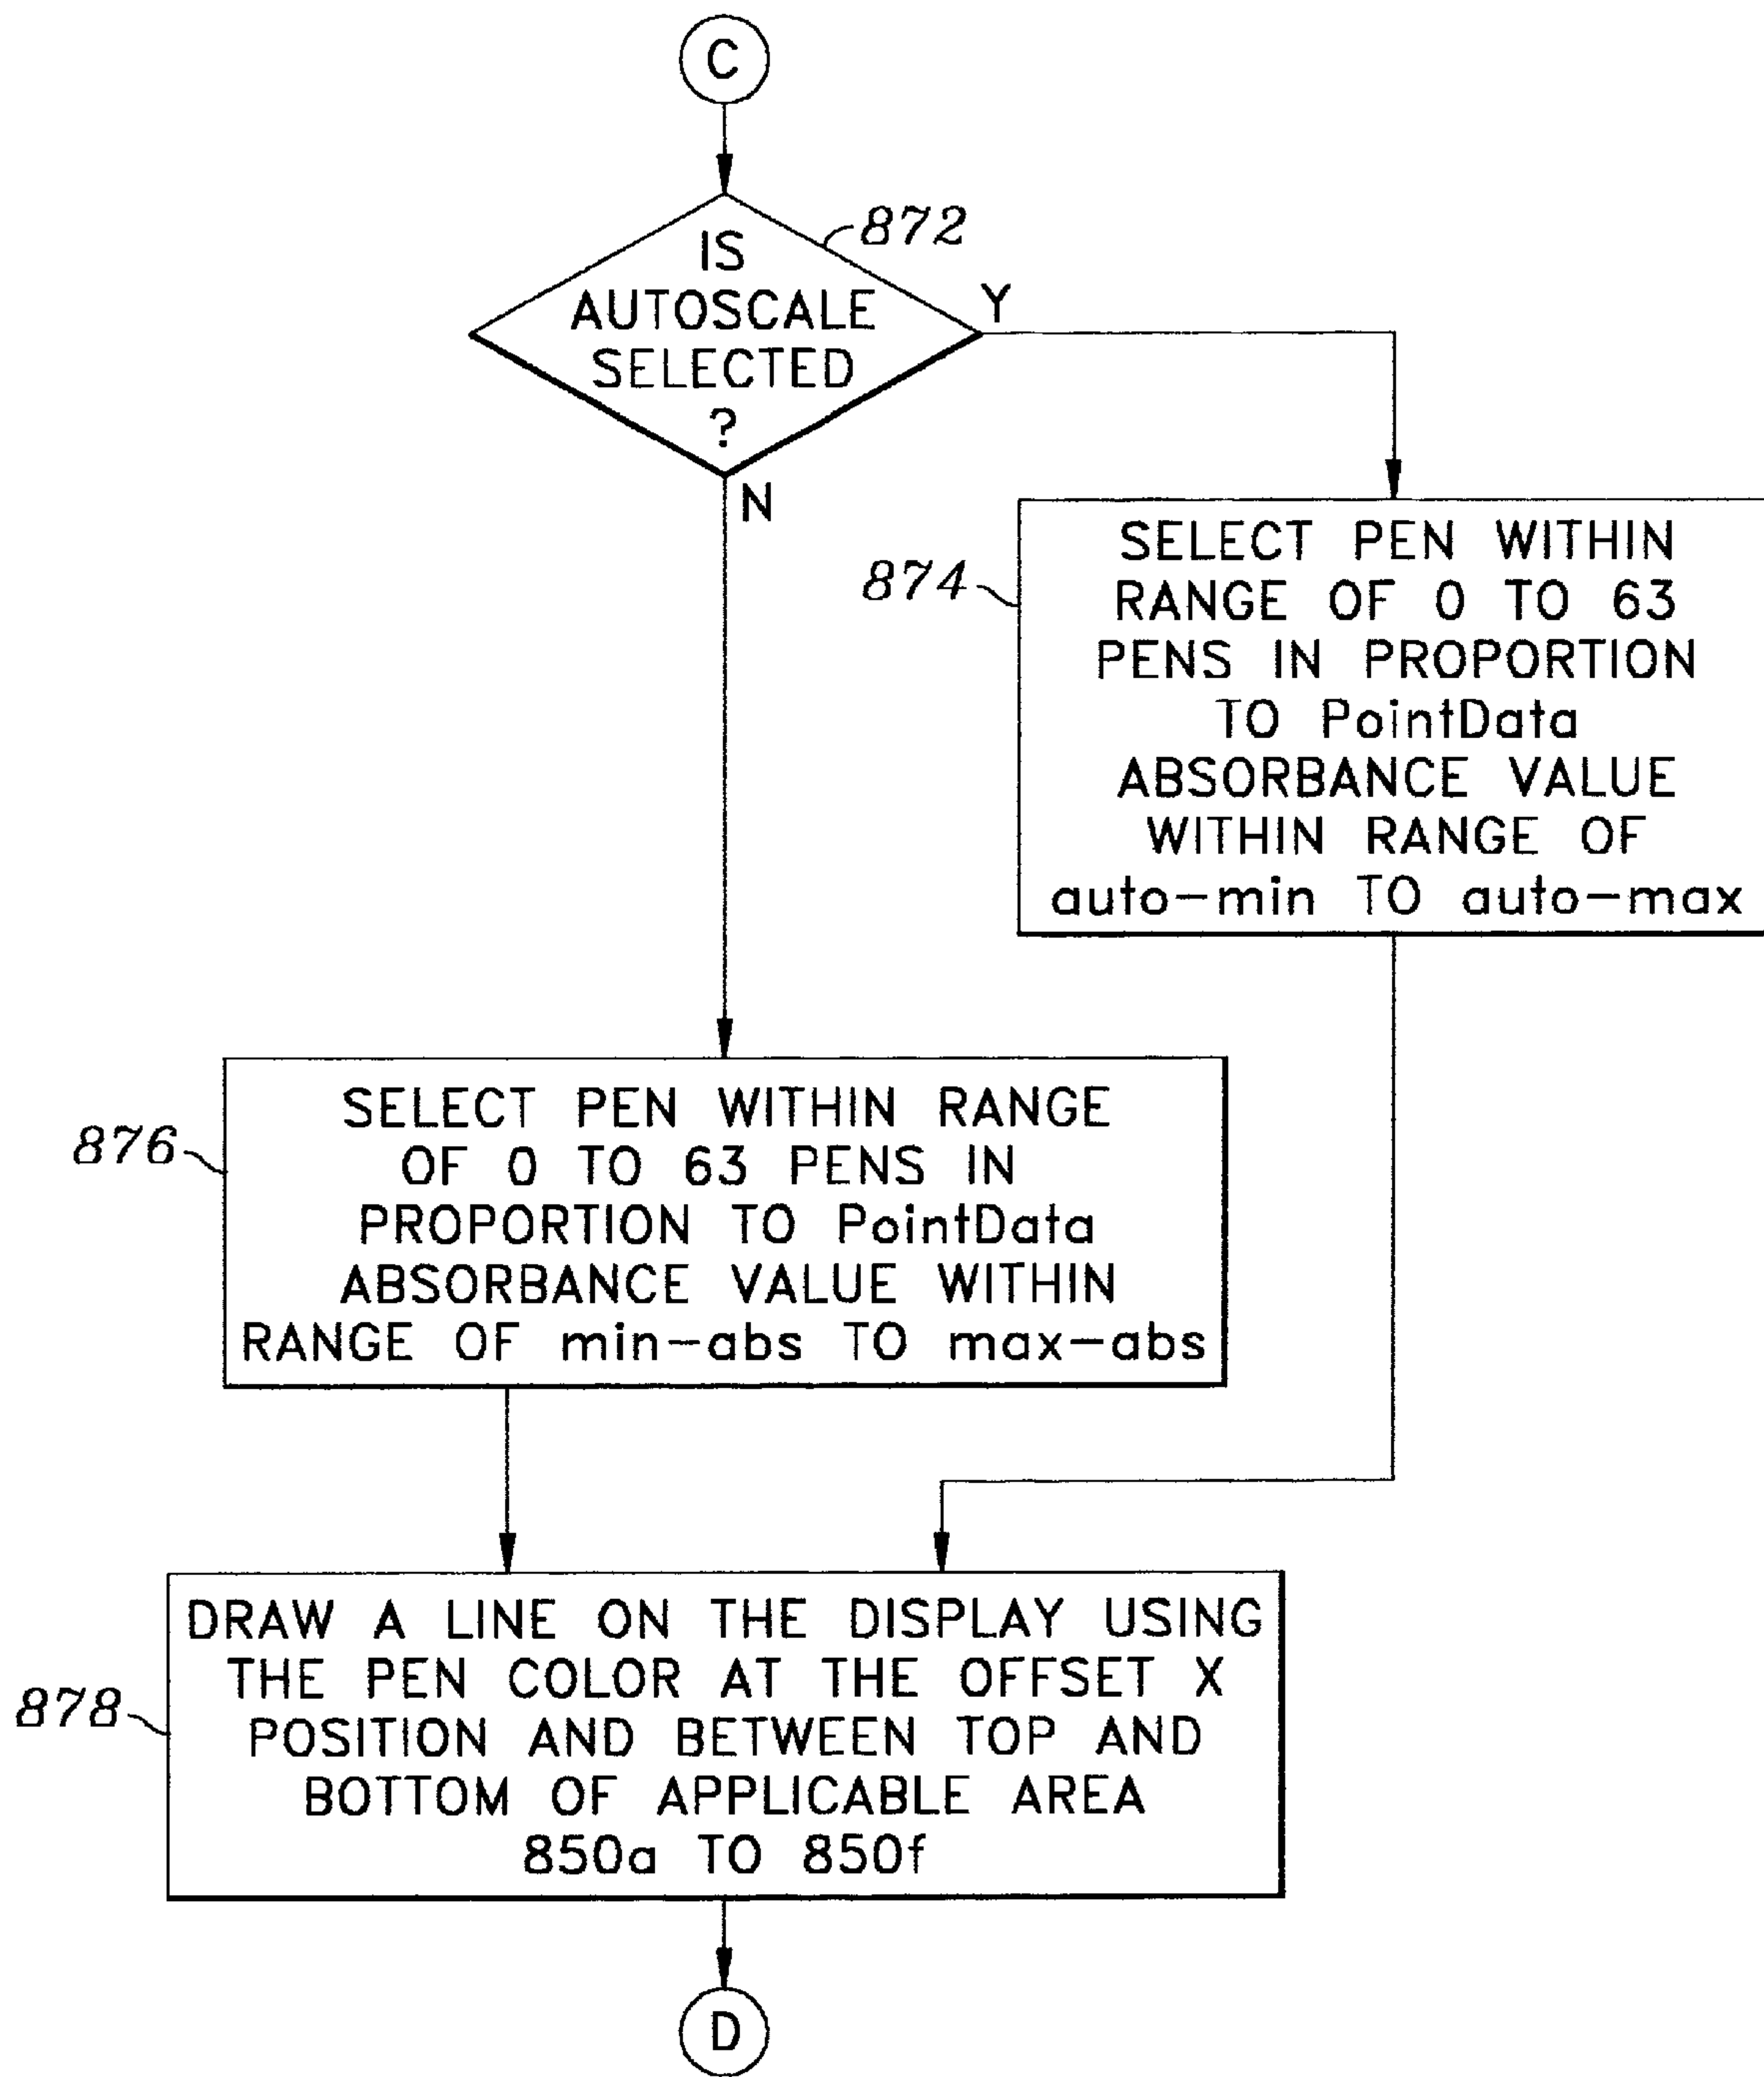 C
872
IS
AUTOSCALE
SELECTED
?
Y
N
874
SELECT PEN WITHIN
RANGE OF 0 TO 63
PENS IN PROPORTION
TO PointData
ABSORBANCE VALUE
WITHIN RANGE OF
auto-min TO auto-max
876
SELECT PEN WITHIN RANGE
OF 0 TO 63 PENS IN
PROPORTION TO PointData
ABSORBANCE VALUE WITHIN
RANGE OF min-abs TO max-abs
878
DRAW A LINE ON THE DISPLAY USING
THE PEN COLOR AT THE OFFSET X
POSITION AND BETWEEN TOP AND
BOTTOM OF APPLICABLE AREA
850a TO 850f
D